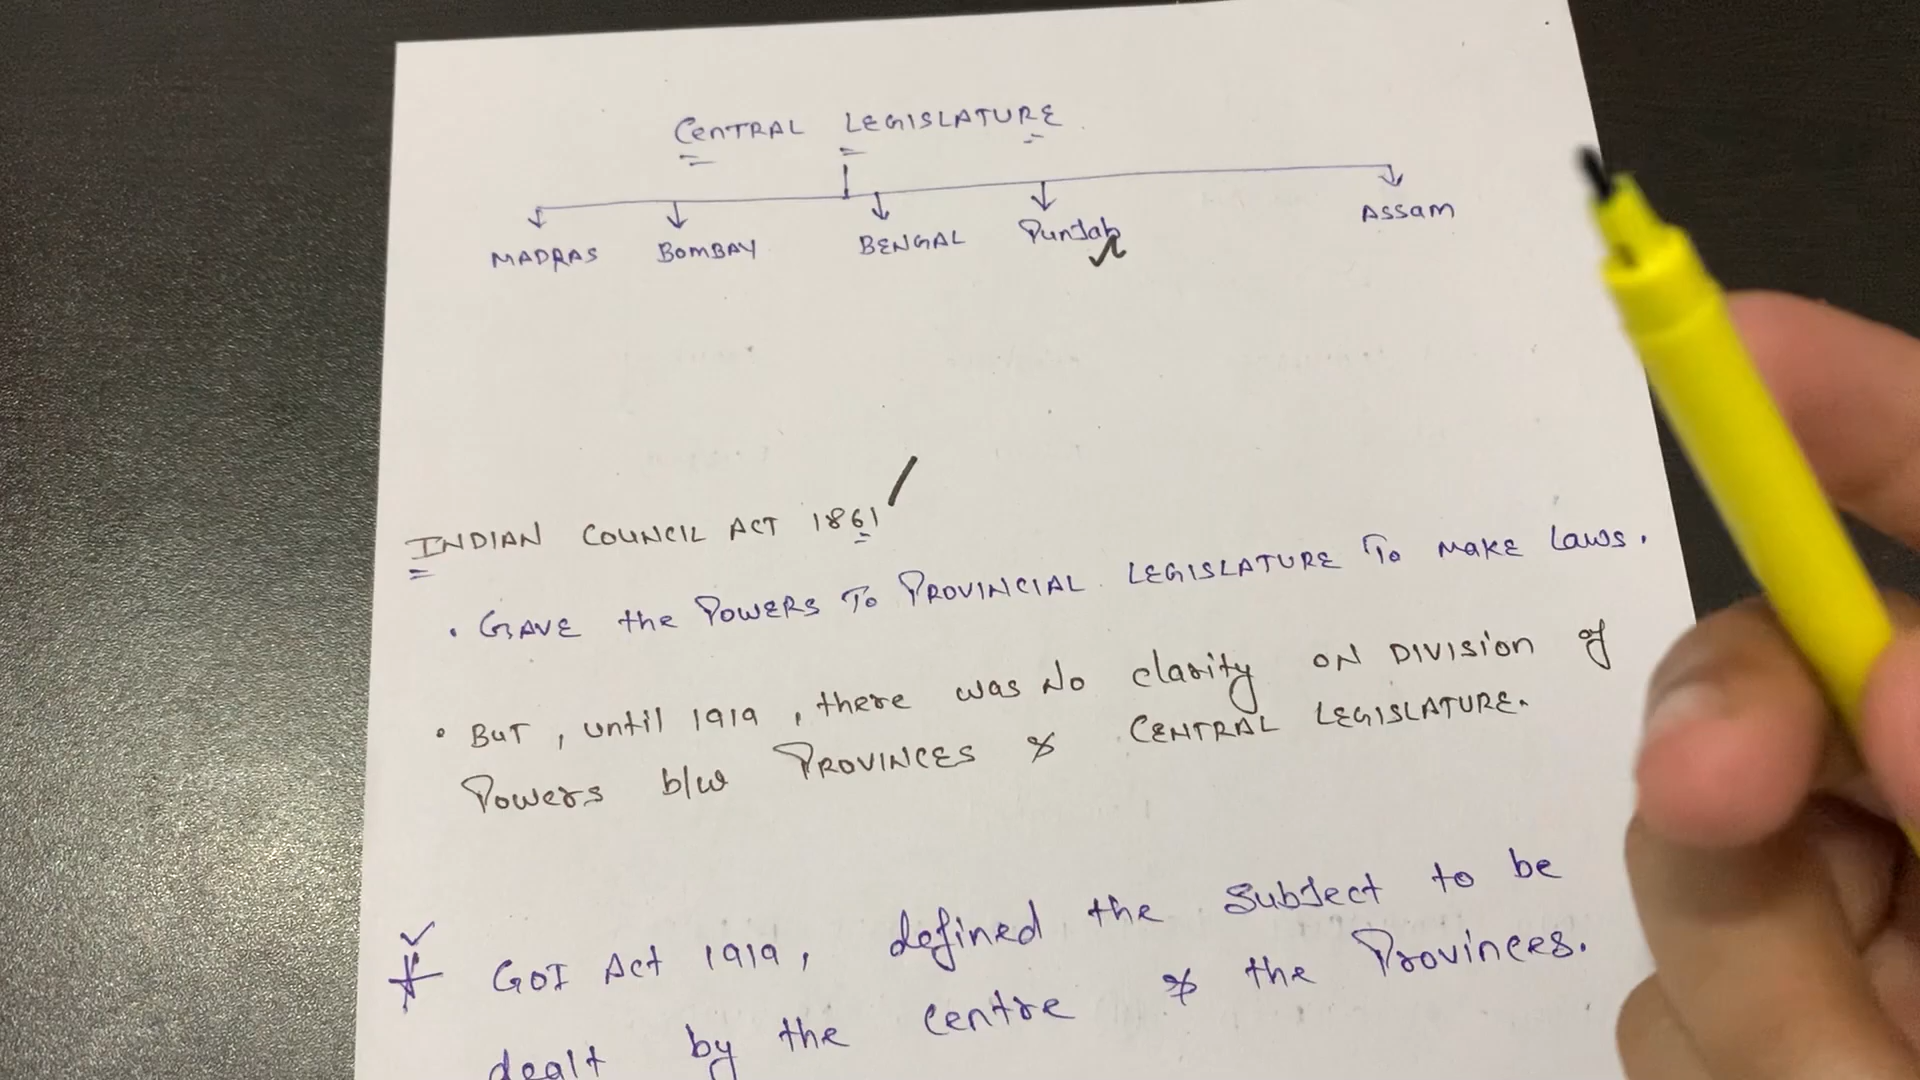 CENTRAL LEGISLATURE
MADRAS BOMBAY BENGAL PunJab ASSam
INDIAN COUNCIL ACT 1861
• GAVE the POWERS TO PROVINCIAL LEGISLATURE To MAKE Laws.
• BuT, until 1919, there was No clarity ON DIVISION of
Powers b/w PROVINCES & CENTRAL LEGISLATURE.
GOI Act 1919, defined the SubJect to be
dealt by the Centre & the Provinces.